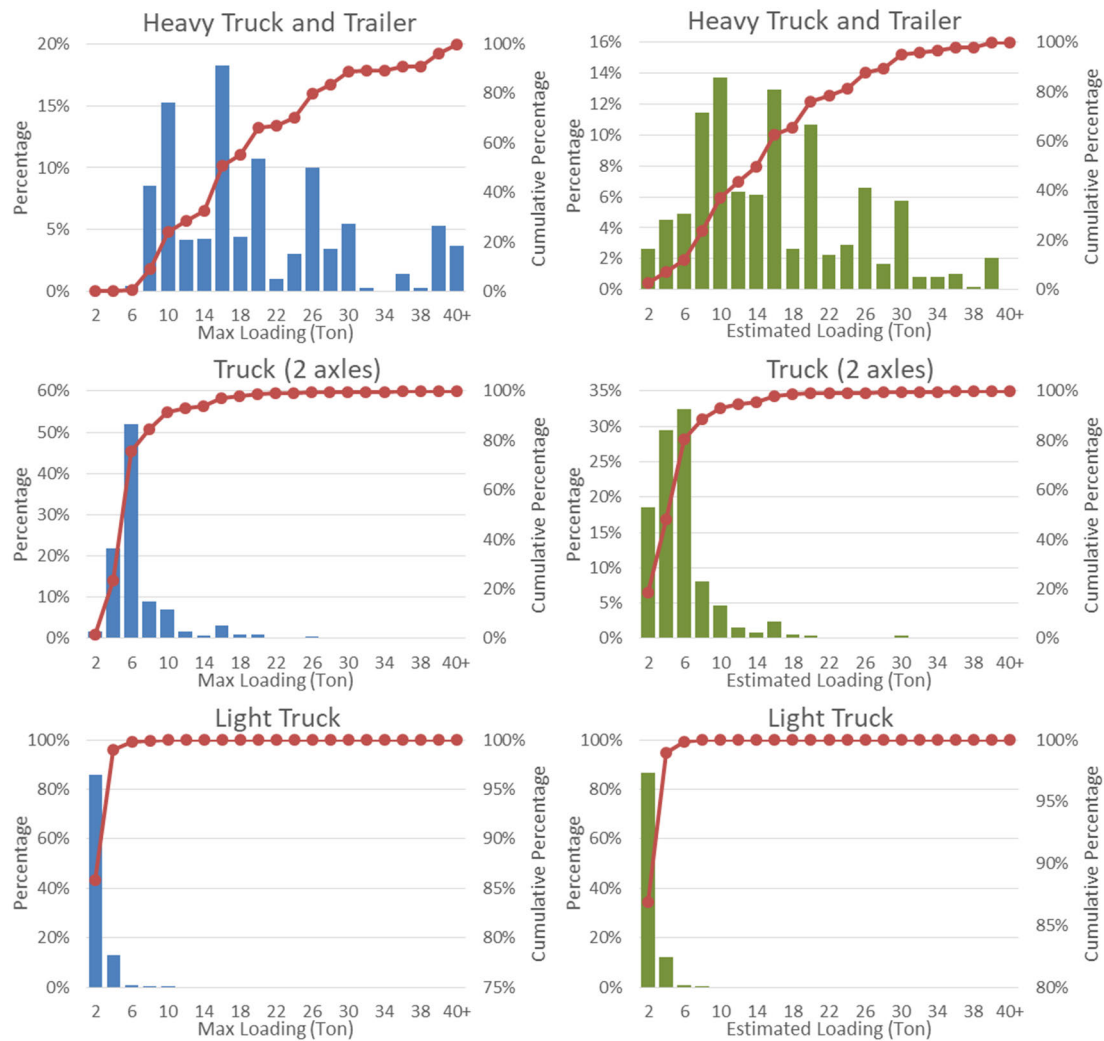 Heavy Truck and Trailer
20%
15%
10%
5%
0%
Percentage
100%
80%
60%
40%
20%
0%
Cumulative Percentage
2 6 10 14 18 22 26 30 34 38 40+
Max Loading (Ton)
Heavy Truck and Trailer
16%
14%
12%
10%
8%
6%
4%
2%
0%
Percentage
100%
80%
60%
40%
20%
0%
Cumulative Percentage
2 6 10 14 18 22 26 30 34 38 40+
Estimated Loading (Ton)
Truck (2 axles)
60%
50%
40%
30%
20%
10%
0%
Percentage
100%
80%
60%
40%
20%
0%
Cumulative Percentage
2 6 10 14 18 22 26 30 34 38 40+
Max Loading (Ton)
Truck (2 axles)
35%
30%
25%
20%
15%
10%
5%
0%
Percentage
100%
80%
60%
40%
20%
0%
Cumulative Percentage
2 6 10 14 18 22 26 30 34 38 40+
Estimated Loading (Ton)
Light Truck
100%
80%
60%
40%
20%
0%
Percentage
100%
95%
90%
85%
80%
75%
Cumulative Percentage
2 6 10 14 18 22 26 30 34 38 40+
Max Loading (Ton)
Light Truck
100%
80%
60%
40%
20%
0%
Percentage
100%
95%
90%
85%
80%
Cumulative Percentage
2 6 10 14 18 22 26 30 34 38 40+
Estimated Loading (Ton)